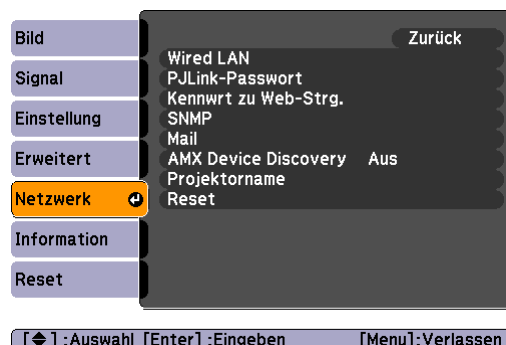 Bild
Signal
Einstellung
Erweitert
Netzwerk
Information
Reset
Zurück
Wired LAN
PJLink-Passwort
Kennwrt zu Web-Strg.
SNMP
Mail
AMX Device Discovery Aus
Projektorname
Reset
[ ] :Auswahl [Enter] :Eingeben [Menu]:Verlassen